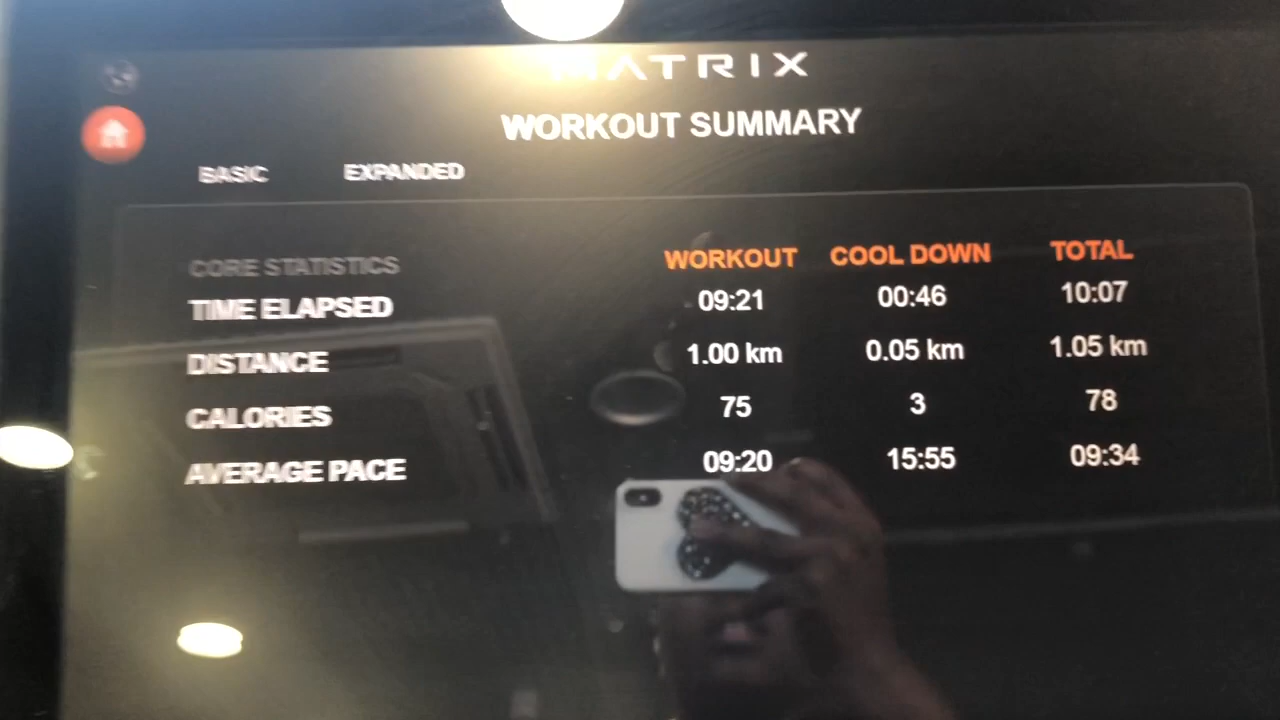 MATRIX
WORKOUT SUMMARY
BASIC EXPANDED
CORE STATISTICS WORKOUT COOL DOWN TOTAL
TIME ELAPSED 09:21 00:46 10:07
DISTANCE 1.00 km 0.05 km 1.05 km
CALORIES 75 3 78
AVERAGE PACE 09:20 15:55 09:34